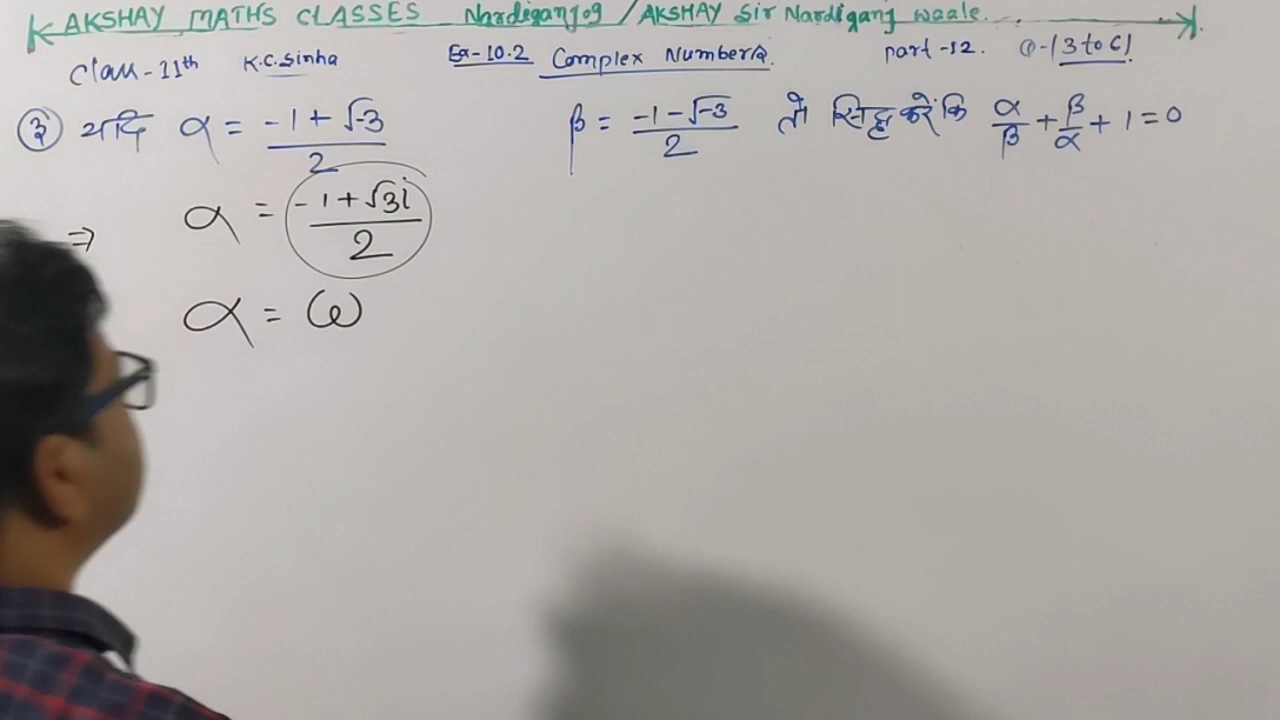 AKSHAY MATHS CLASSES Nardiganj09 / AKSHAY Sir Nardiganj waale.
Class-11th K.C.Sinha Ex-10.2 Complex Numbers. part-12. Q-(3 to 6)
③ यदि α = (-1 + √-3)/2 β = (-1 - √-3)/2 तो सिद्ध करें कि α/β + β/α + 1 = 0
⇒ α = (-1 + √3i)/2
α = ω